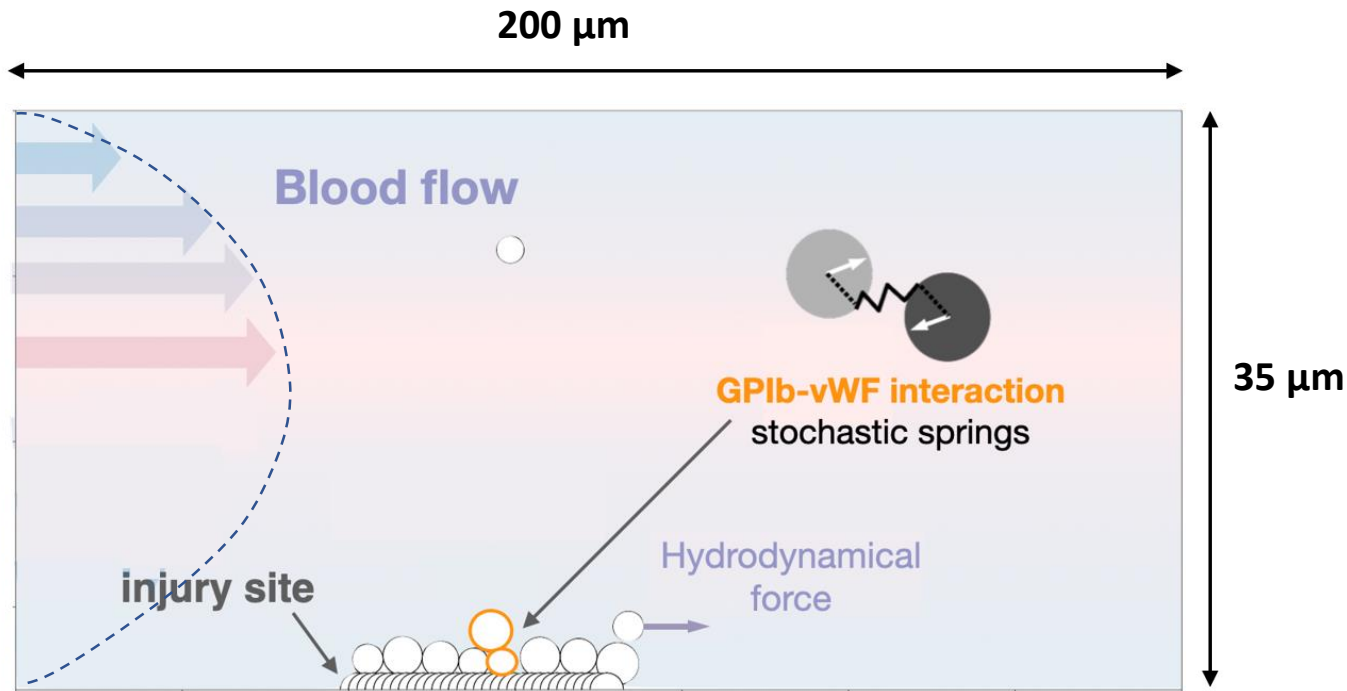 200 µm
Blood flow
35 µm
GPIb-vWF interaction
stochastic springs
Hydrodynamical
force
injury site